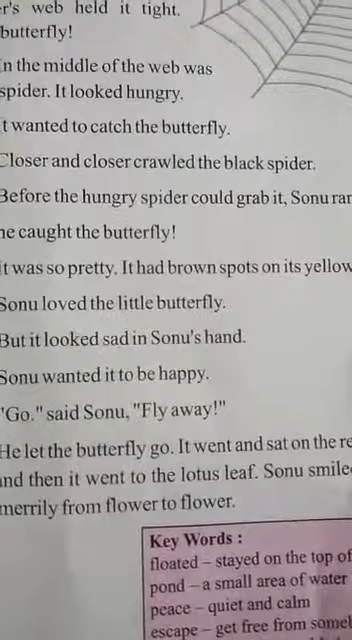 r's web held it tight.
butterfly!
n the middle of the web was
spider. It looked hungry.
t wanted to catch the butterfly.
Closer and closer crawled the black spider.
Before the hungry spider could grab it, Sonu ran
he caught the butterfly!
it was so pretty. It had brown spots on its yellow
Sonu loved the little butterfly.
But it looked sad in Sonu's hand.
Sonu wanted it to be happy.
"Go." said Sonu, "Fly away!"
He let the butterfly go. It went and sat on the re
and then it went to the lotus leaf. Sonu smile
merrily from flower to flower.
Key Words :
floated – stayed on the top of
pond – a small area of water
peace – quiet and calm
escape – get free from